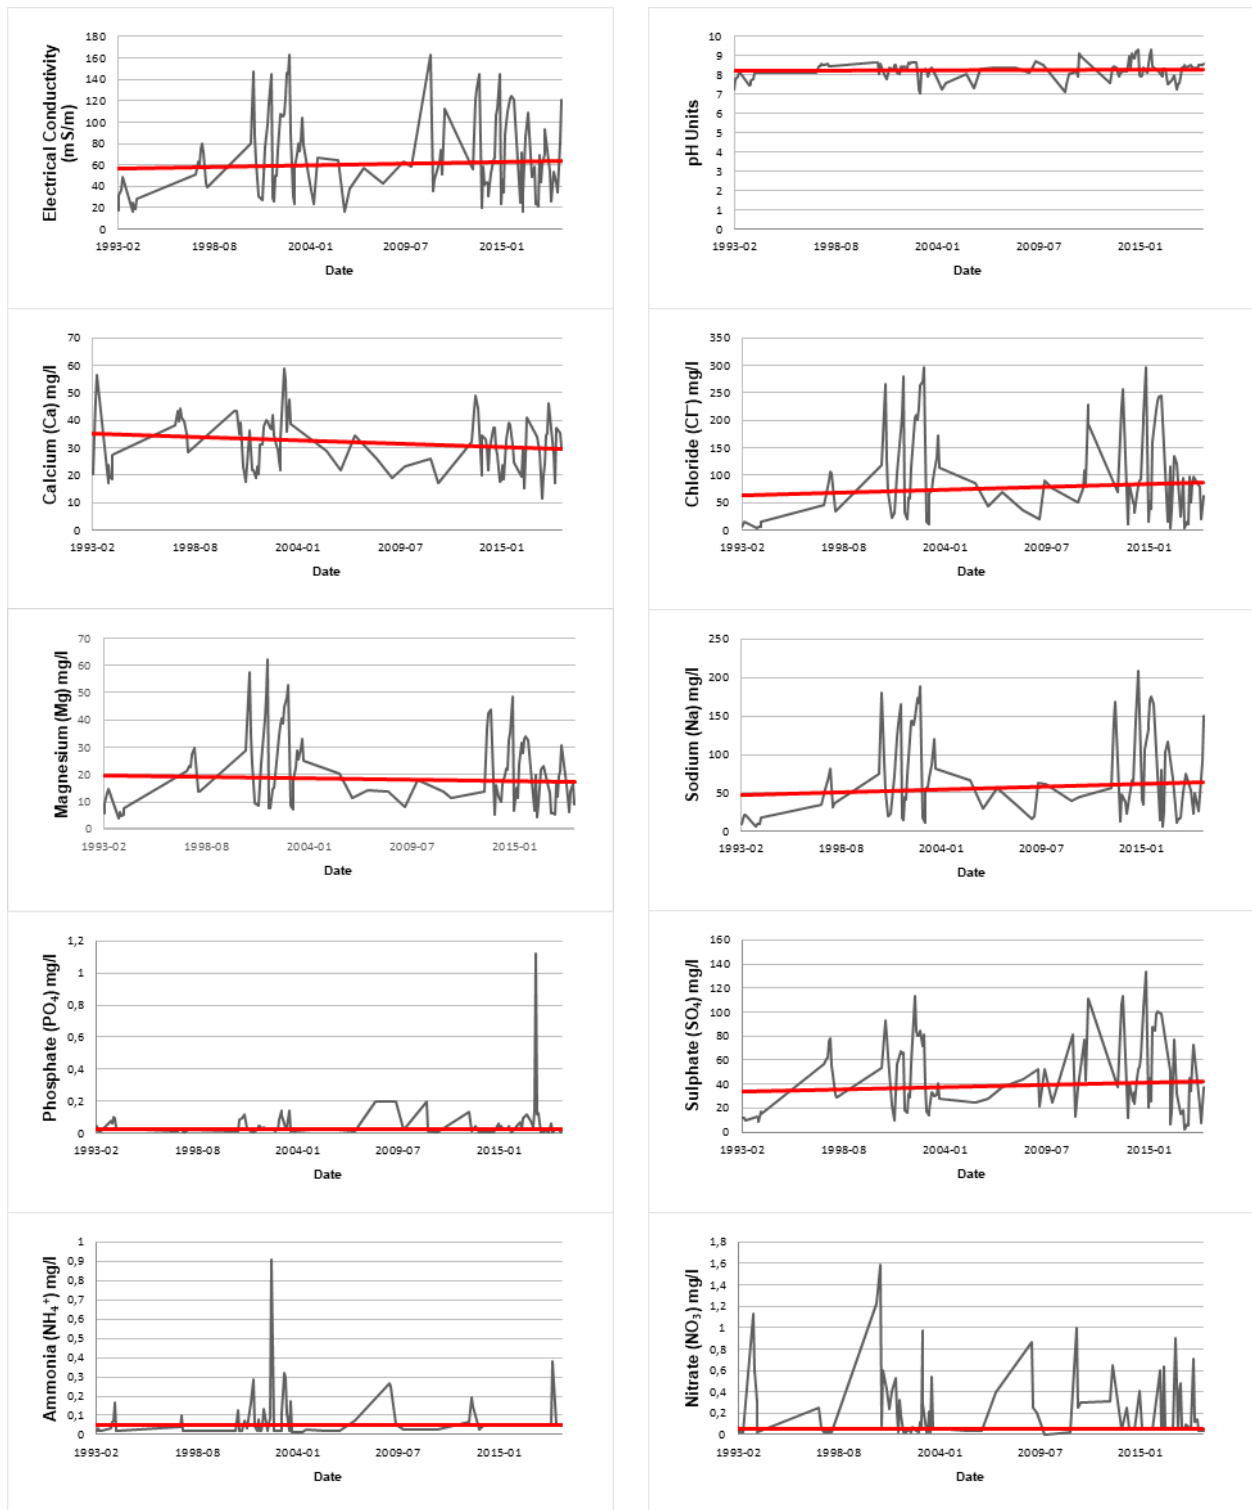 Electrical Conductivity
(mS/m)
180
160
140
120
100
80
60
40
20
0
1993-02 1998-08 2004-01 2009-07 2015-01
Date
pH Units
10
9
8
7
6
5
4
3
2
1
0
1993-02 1998-08 2004-01 2009-07 2015-01
Date
Calcium (Ca) mg/l
70
60
50
40
30
20
10
0
1993-02 1998-08 2004-01 2009-07 2015-01
Date
Chloride (Cl⁻) mg/l
350
300
250
200
150
100
50
0
1993-02 1998-08 2004-01 2009-07 2015-01
Date
Magnesium (Mg) mg/l
70
60
50
40
30
20
10
0
1993-02 1998-08 2004-01 2009-07 2015-01
Date
Sodium (Na) mg/l
250
200
150
100
50
0
1993-02 1998-08 2004-01 2009-07 2015-01
Date
Phosphate (PO₄) mg/l
1,2
1
0,8
0,6
0,4
0,2
0
1993-02 1998-08 2004-01 2009-07 2015-01
Date
Sulphate (SO₄) mg/l
160
140
120
100
80
60
40
20
0
1993-02 1998-08 2004-01 2009-07 2015-01
Date
Ammonia (NH₄⁺) mg/l
1
0,9
0,8
0,7
0,6
0,5
0,4
0,3
0,2
0,1
0
1993-02 1998-08 2004-01 2009-07 2015-01
Date
Nitrate (NO₃) mg/l
1,8
1,6
1,4
1,2
1
0,8
0,6
0,4
0,2
0
1993-02 1998-08 2004-01 2009-07 2015-01
Date